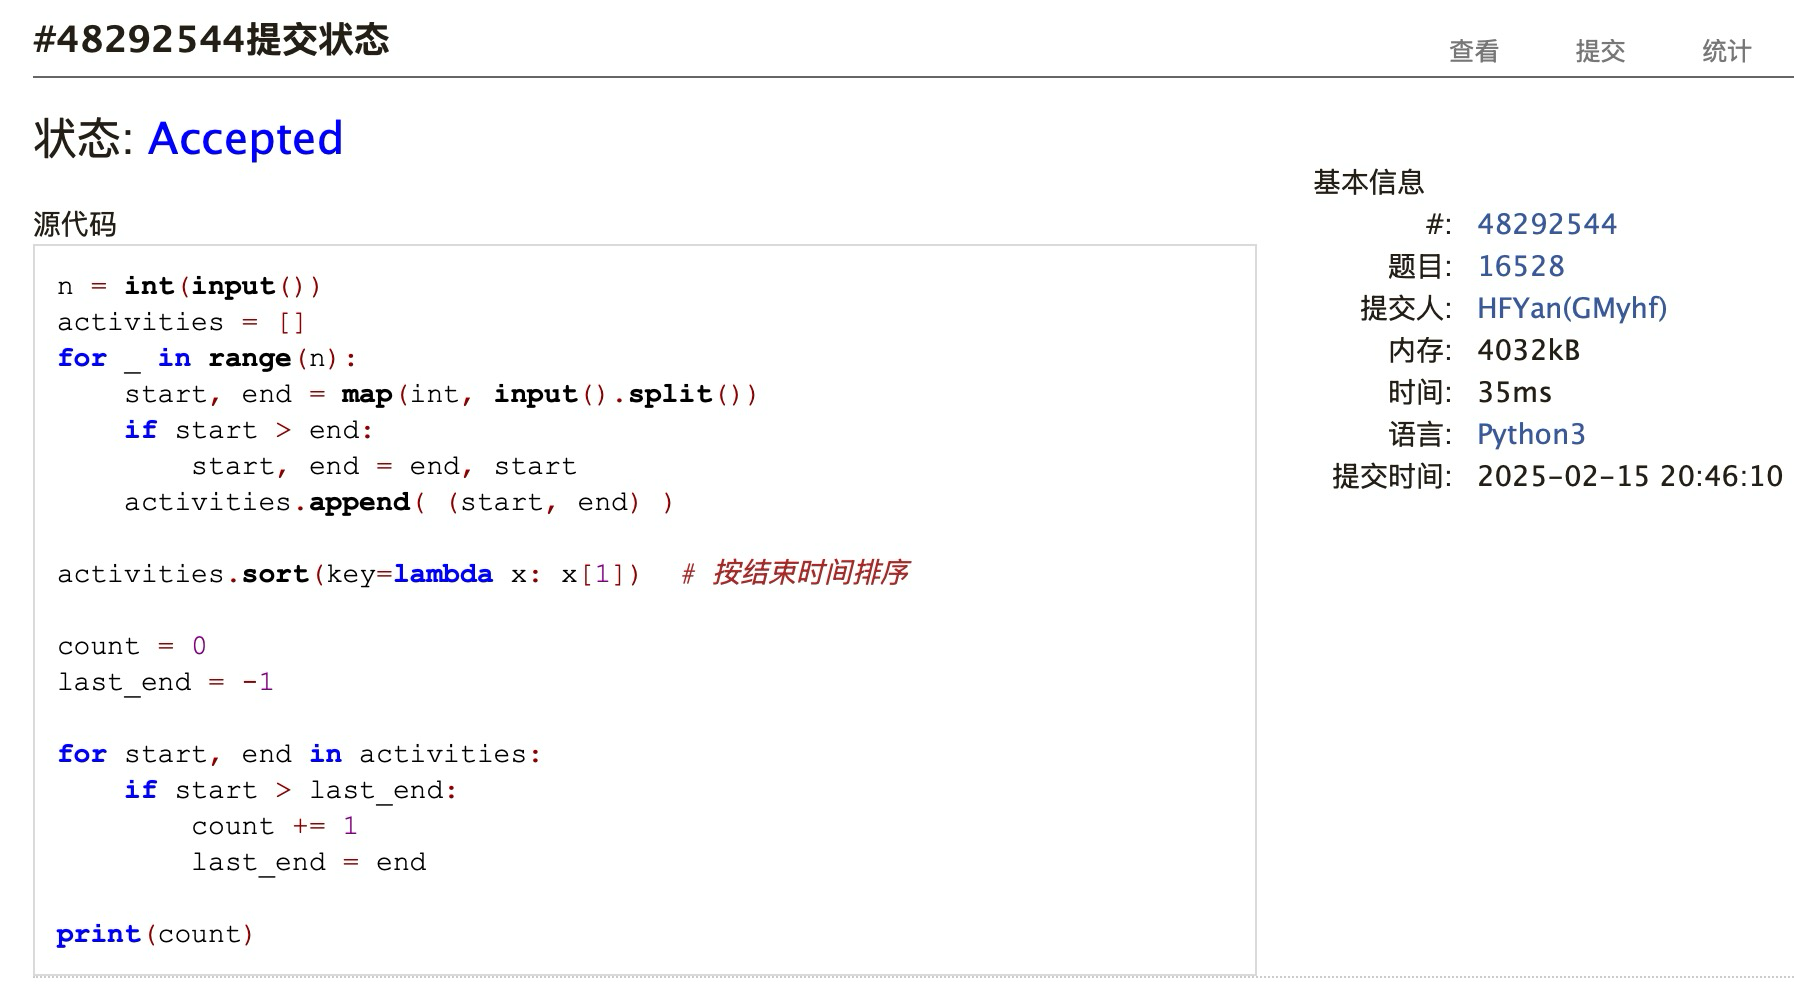 #48292544提交状态
查看 提交 统计
状态: Accepted
源代码
n = int(input())
activities = []
for _ in range(n):
    start, end = map(int, input().split())
    if start > end:
        start, end = end, start
    activities.append( (start, end) )

activities.sort(key=lambda x: x[1])  # 按结束时间排序

count = 0
last_end = -1

for start, end in activities:
    if start > last_end:
        count += 1
        last_end = end

print(count)
基本信息
#: 48292544
题目: 16528
提交人: HFYan(GMyhf)
内存: 4032kB
时间: 35ms
语言: Python3
提交时间: 2025-02-15 20:46:10